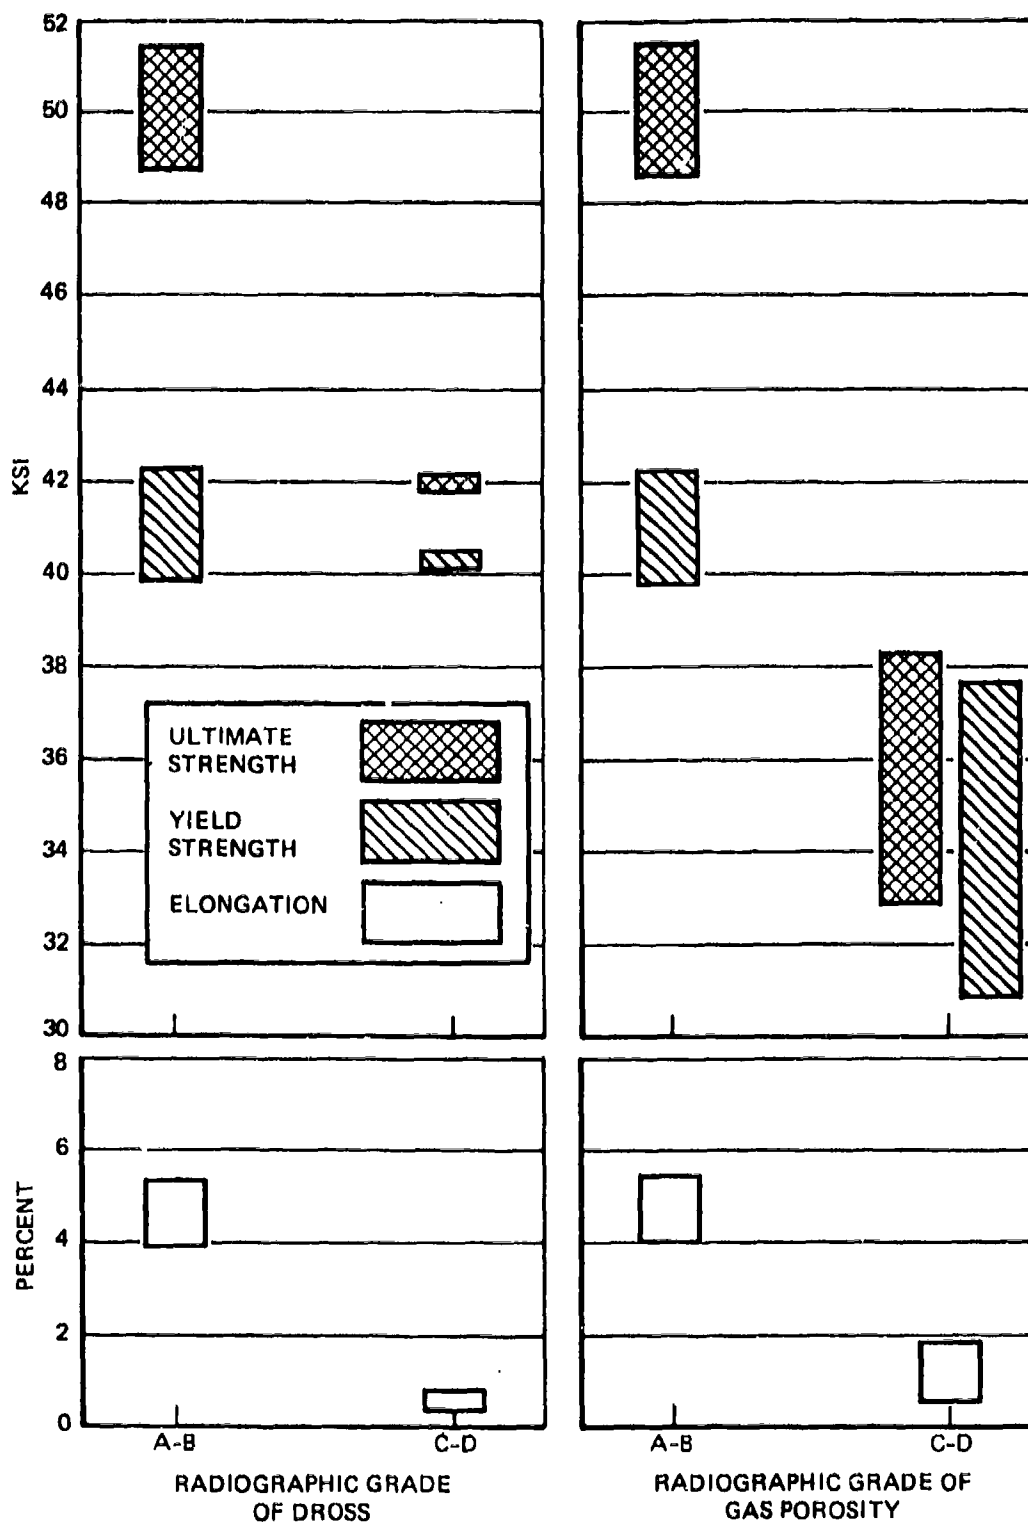 52
50
48
46
44
42
40
38
36
34
32
30
KSI
ULTIMATE
STRENGTH
YIELD
STRENGTH
ELONGATION
8
6
4
2
0
PERCENT
A-B
C-D
A-B
C-D
RADIOGRAPHIC GRADE
OF DROSS
RADIOGRAPHIC GRADE OF
GAS POROSITY